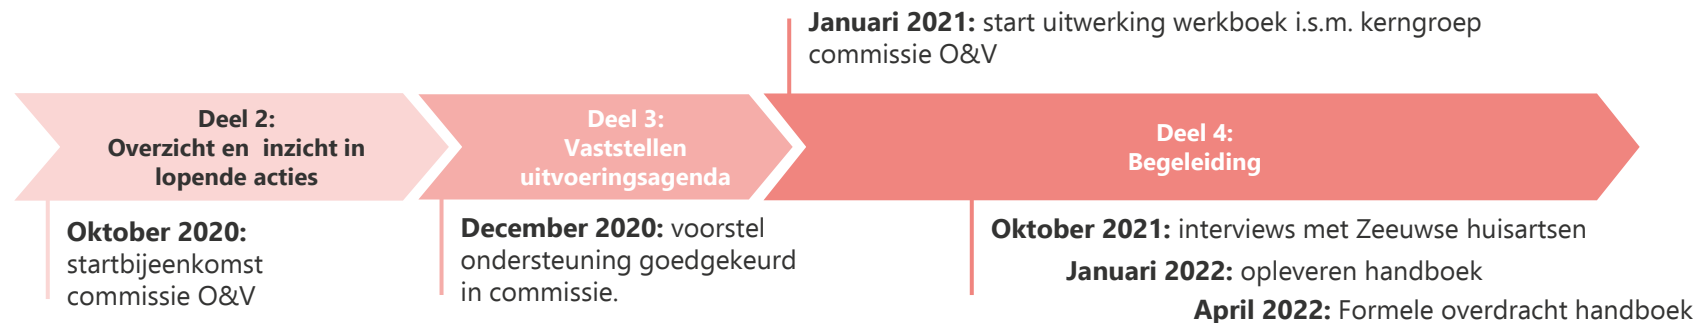 Januari 2021: start uitwerking werkboek i.s.m. kerngroep
commissie O&V
Deel 2:
Overzicht en inzicht in
lopende acties
Deel 3:
Vaststellen
uitvoeringsagenda
Deel 4:
Begeleiding
Oktober 2020:
startbijeenkomst
commissie O&V
December 2020: voorstel
ondersteuning goedgekeurd
in commissie.
Oktober 2021: interviews met Zeeuwse huisartsen
Januari 2022: opleveren handboek
April 2022: Formele overdracht handboek